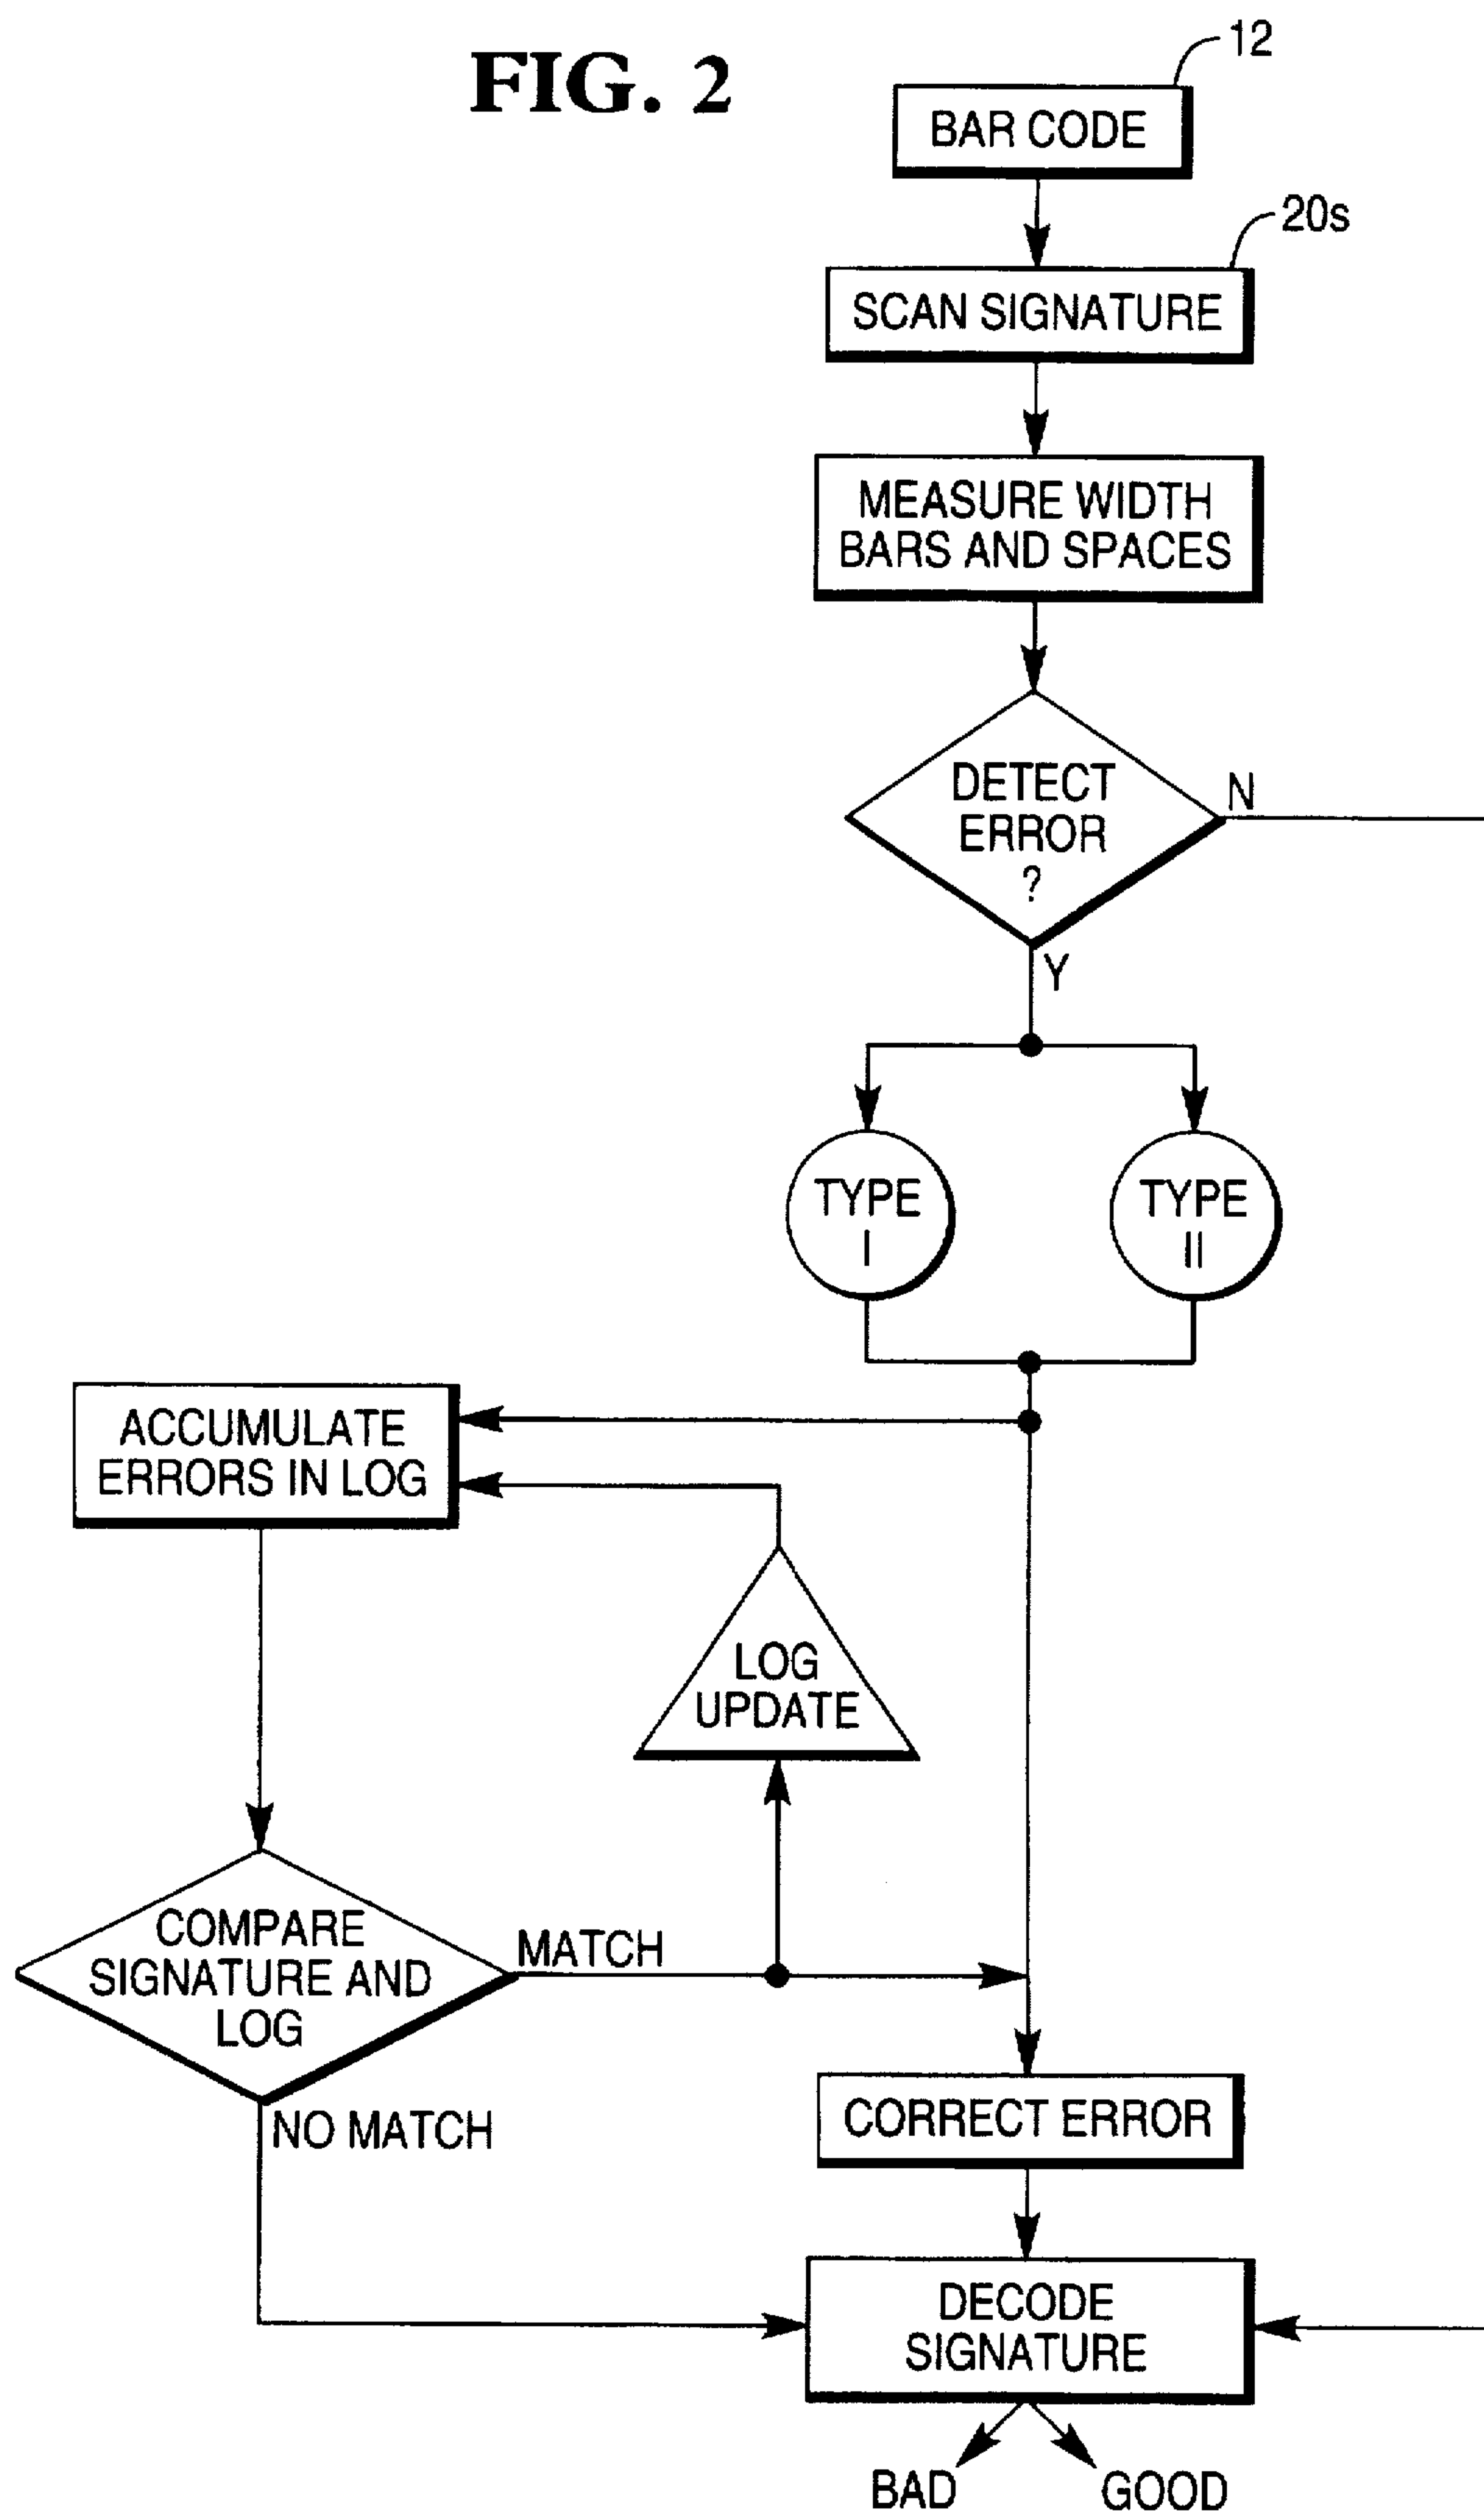 FIG. 2
12
BAR CODE
20s
SCAN SIGNATURE
MEASURE WIDTH
BARS AND SPACES
DETECT
ERROR
?
N
Y
TYPE
I
TYPE
II
ACCUMULATE
ERRORS IN LOG
LOG
UPDATE
COMPARE
SIGNATURE AND
LOG
MATCH
NO MATCH
CORRECT ERROR
DECODE
SIGNATURE
BAD
GOOD